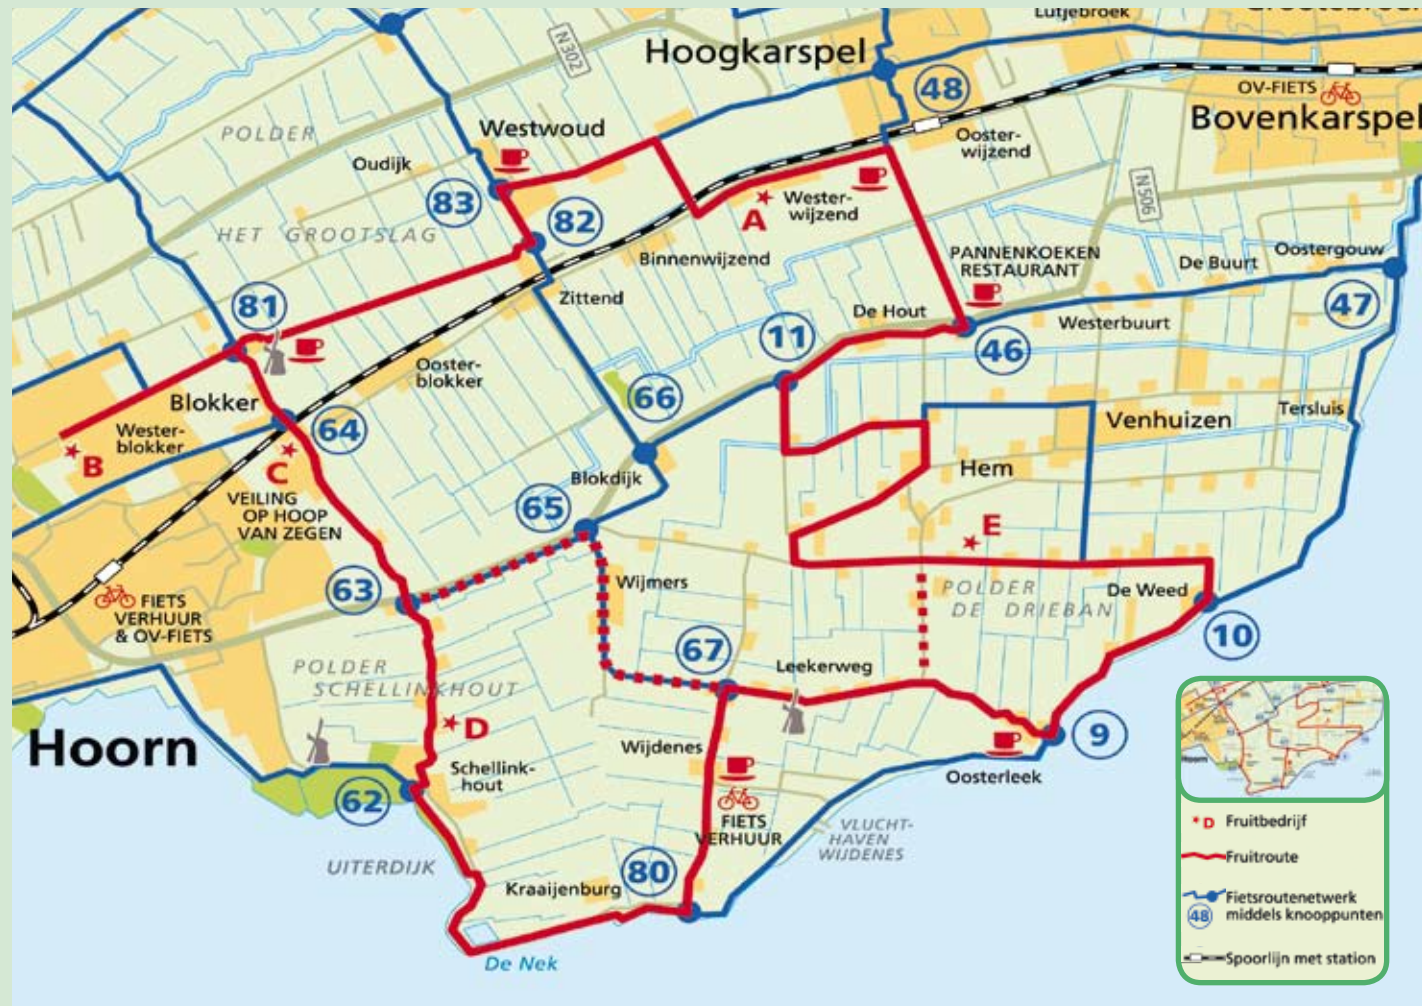 Lutjebroek
N302
Hoogkarspel
48
OV-FIETS
Bovenkarspel
POLDER
Westwoud
Ooster-
wijzend
Oudijk
83
82
A
Wester-
wijzend
N506
HET GROOTSLAG
Binnenwijzend
PANNENKOEKEN
RESTAURANT
De Buurt
Oostergouw
81
Zittend
De Hout
47
11
46
Westerbuurt
Ooster-
blokker
Blokker
66
64
Wester-
blokker
B
C
Venhuizen
Tersluis
Hem
Blokdijk
VEILING
OP HOOP
VAN ZEGEN
65
E
63
Wijmers
FIETS
VERHUUR
& OV-FIETS
POLDER
DE DRIEBAN
De Weed
10
67
Leekerweg
POLDER
SCHELLINKHOUT
Hoorn
D
Wijdenes
9
Schellink-
hout
Oosterleek
62
FIETS
VERHUUR
VLUCHT-
HAVEN
WIJDENES
UITERDIJK
Kraaijenburg
80
De Nek
Hoorn
D Fruitbedrijf
Fruitroute
Fietsroutenetwerk
48 middels knooppunten
Spoorlijn met station